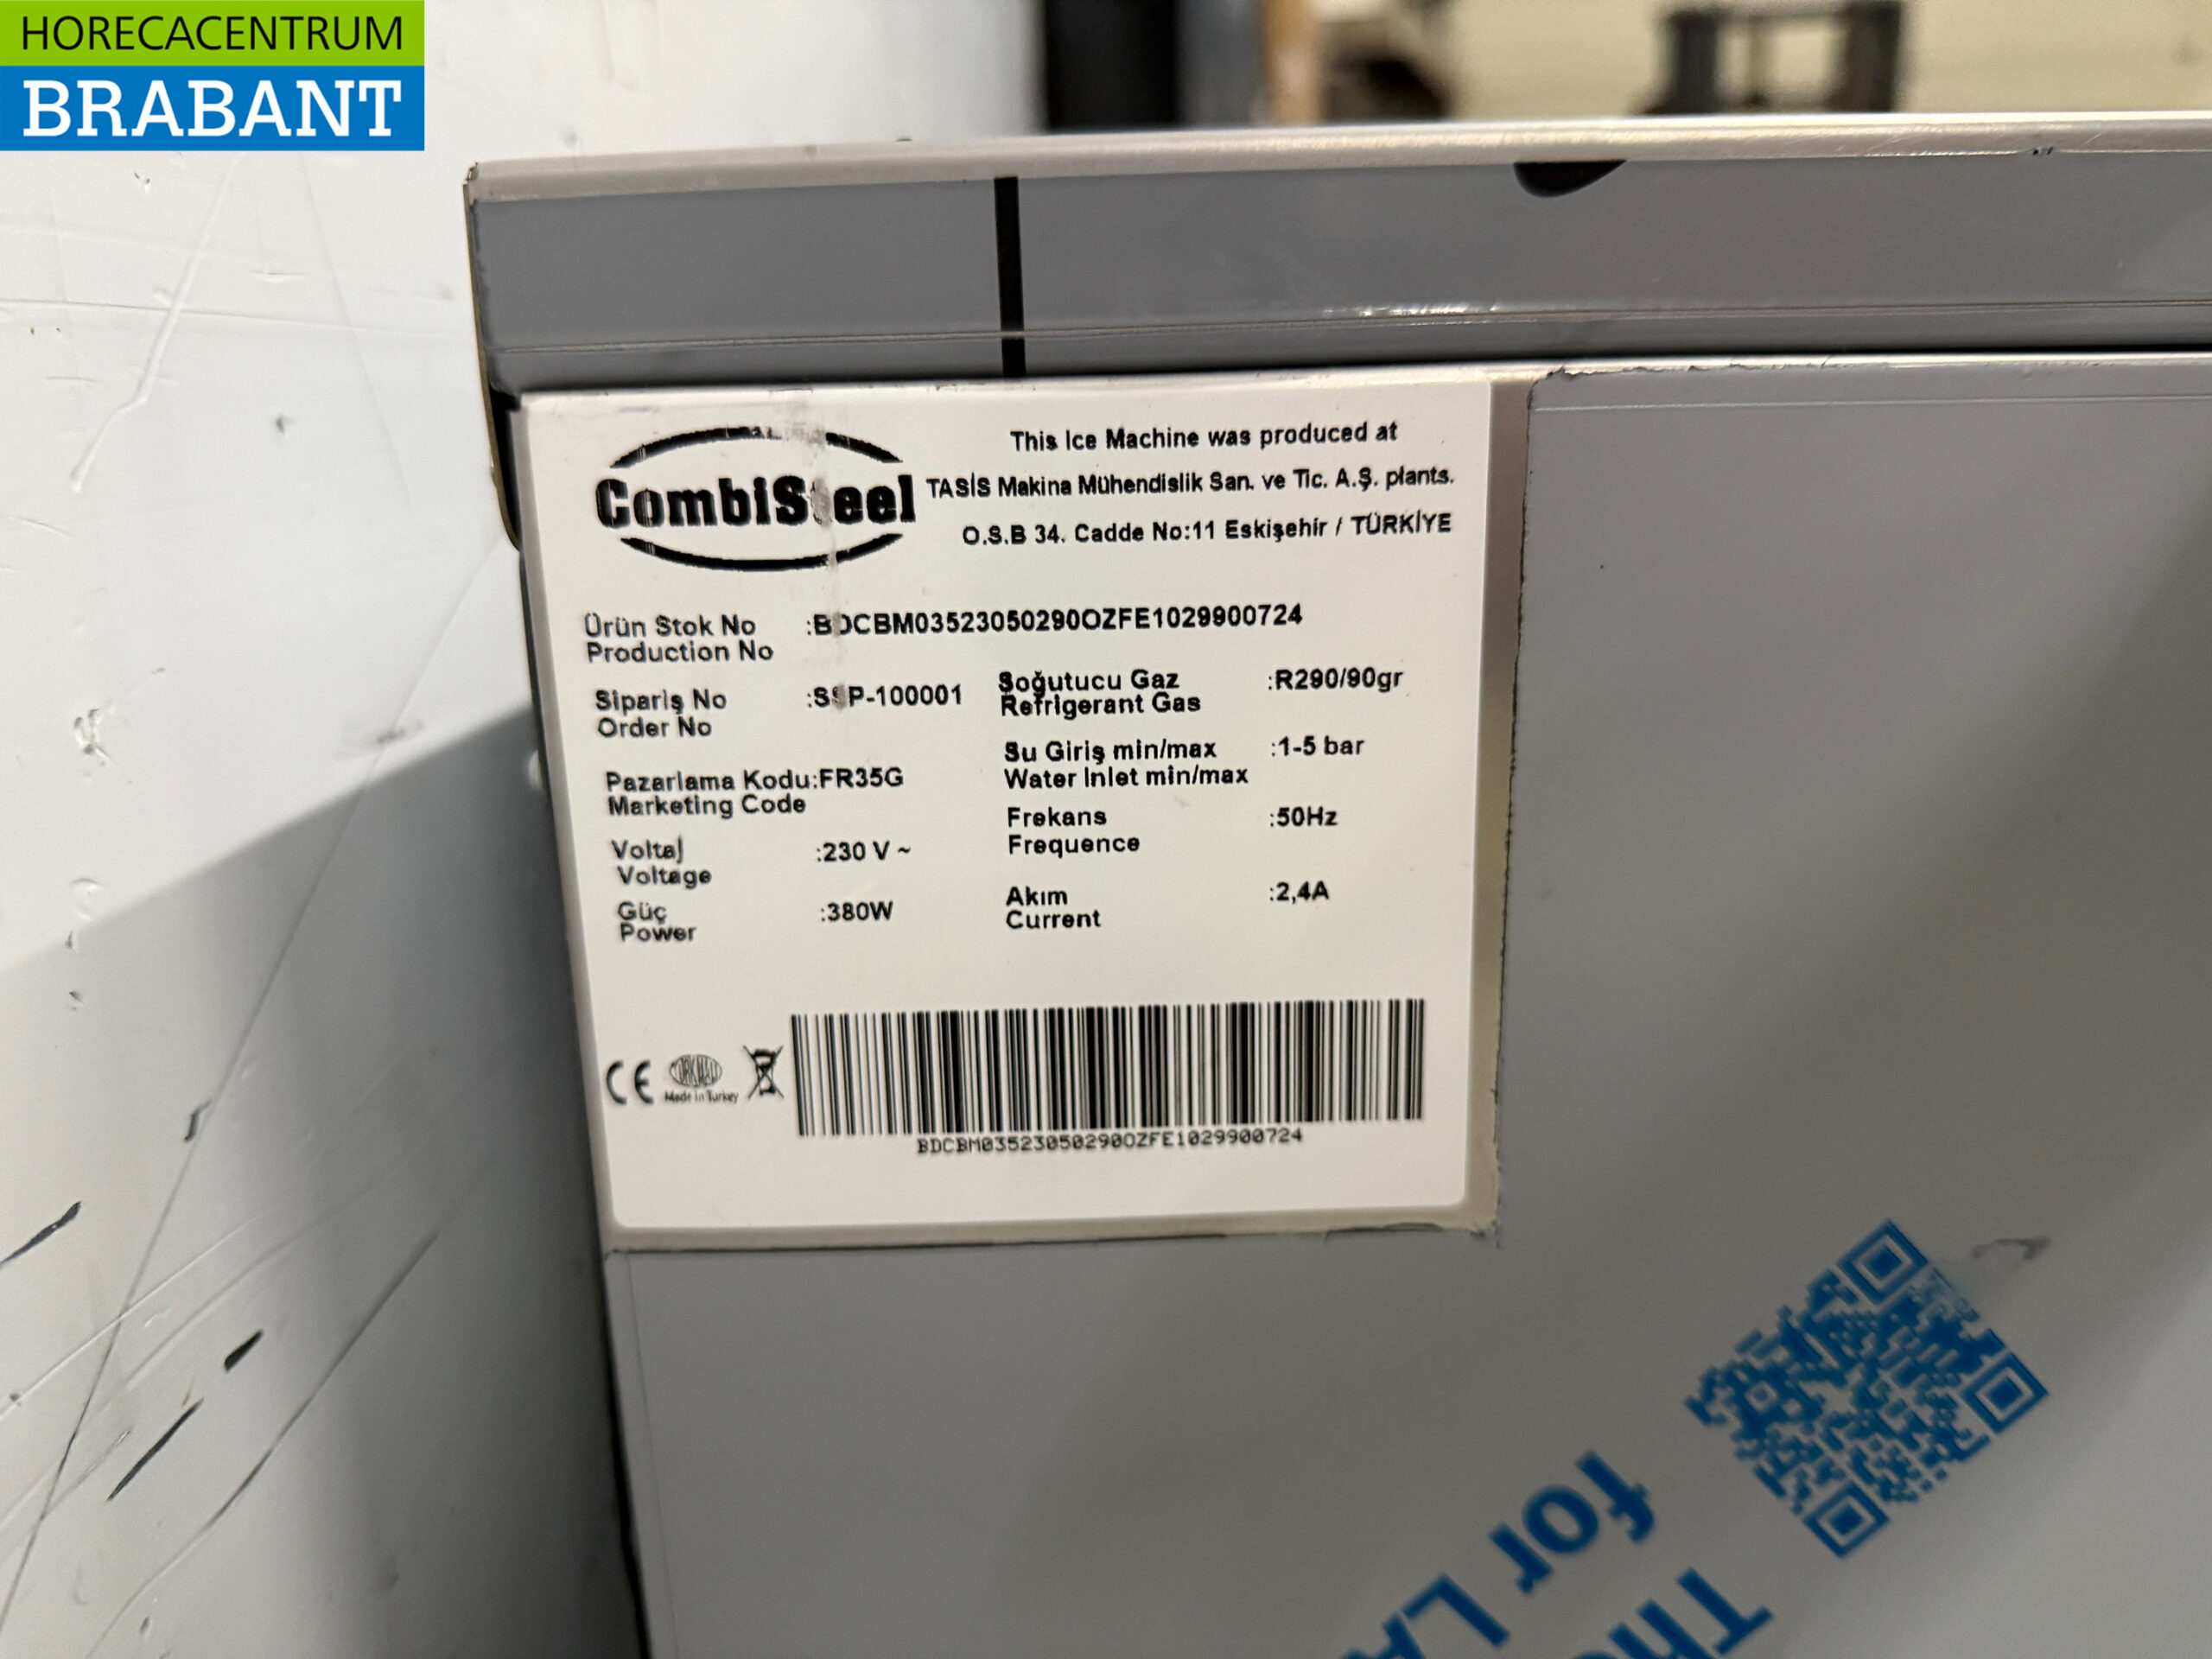 HORECACENTRUM
BRABANT
CombiSteel
This Ice Machine was produced at
TASİS Makina Mühendislik San. ve Tic. A.Ş. plants.
O.S.B 34. Cadde No:11 Eskişehir / TÜRKİYE
Ürün Stok No :BDCBM03523050290OZFE1029900724
Production No
Sipariş No :SSP-100001
Order No
Soğutucu Gaz :R290/90gr
Refrigerant Gas
Su Giriş min/max :1-5 bar
Water Inlet min/max
Pazarlama Kodu:FR35G
Marketing Code
Frekans :50Hz
Frequence
Voltaj :230 V ~
Voltage
Akım :2,4A
Current
Güç :380W
Power
CE
Made in Turkey
BDCBM03523050290OZFE1029900724
for